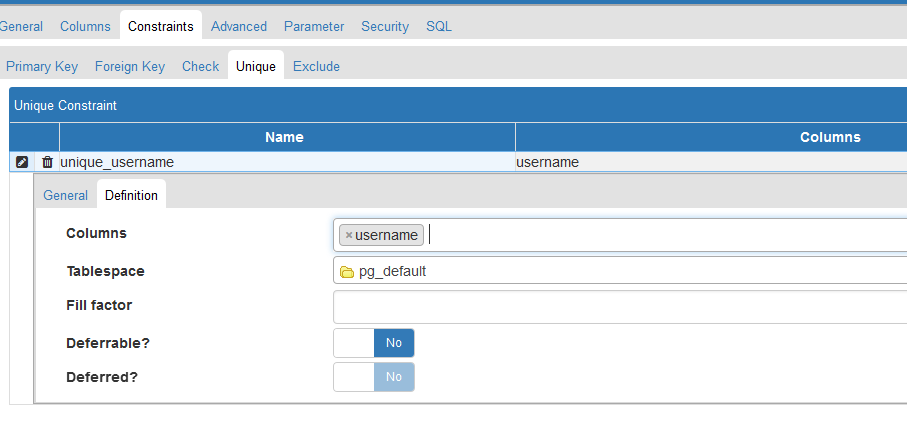 General Columns Constraints Advanced Parameter Security SQL
Primary Key Foreign Key Check Unique Exclude
Unique Constraint
Name Columns
unique_username username
General Definition
Columns ×username
Tablespace pg_default
Fill factor
Deferrable? No
Deferred? No